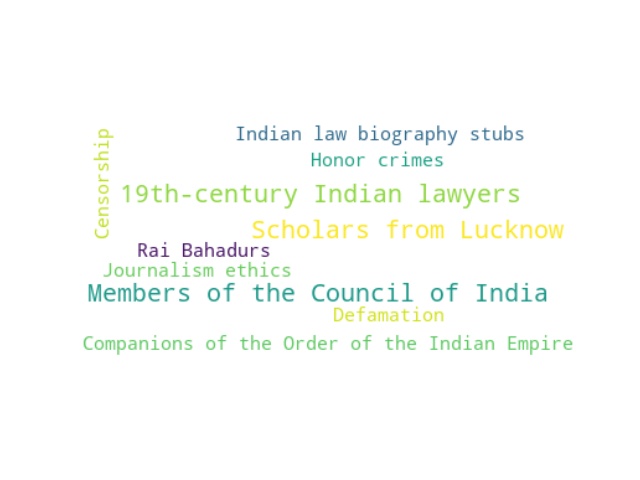 Indian law biography stubs
Honor crimes
Censorship
19th-century Indian lawyers
Scholars from Lucknow
Rai Bahadurs
Journalism ethics
Members of the Council of India
Defamation
Companions of the Order of the Indian Empire